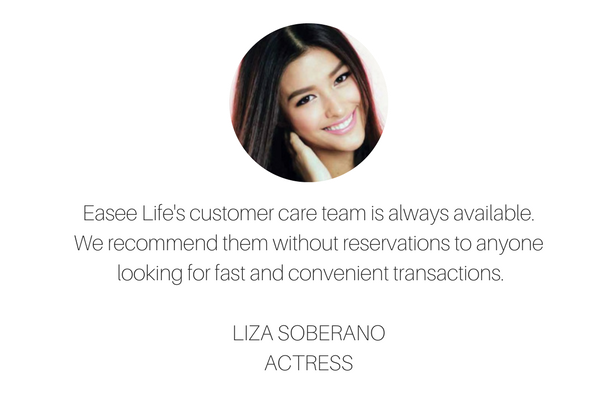 Easee Life's customer care team is always available.
We recommend them without reservations to anyone
looking for fast and convenient transactions.
LIZA SOBERANO
ACTRESS